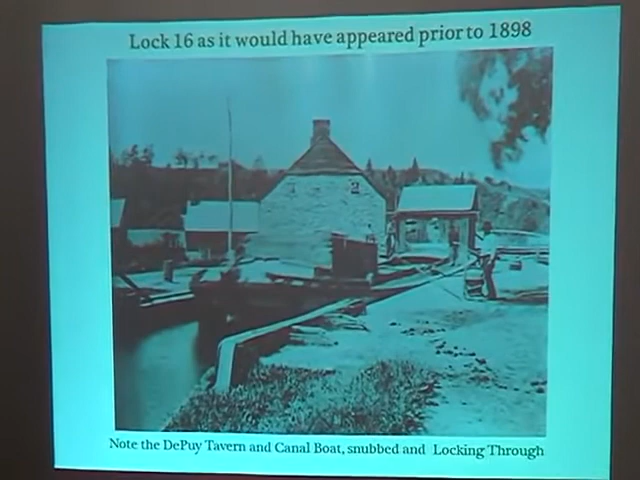 Lock 16 as it would have appeared prior to 1898
Note the DePuy Tavern and Canal Boat, snubbed and Locking Through